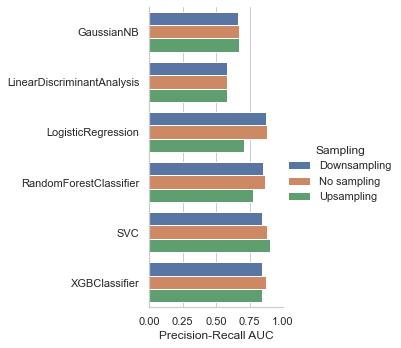 GaussianNB
LinearDiscriminantAnalysis
LogisticRegression
RandomForestClassifier
SVC
XGBClassifier
0.00 0.25 0.50 0.75 1.00
Precision-Recall AUC
Sampling
Downsampling
No sampling
Upsampling